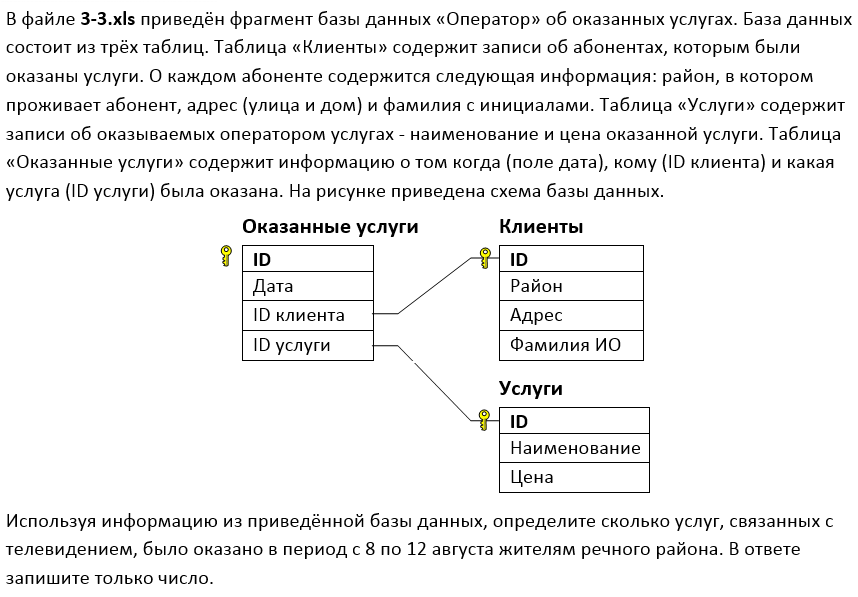 В файле 3-3.xls приведён фрагмент базы данных «Оператор» об оказанных услугах. База данных
состоит из трёх таблиц. Таблица «Клиенты» содержит записи об абонентах, которым были
оказаны услуги. О каждом абоненте содержится следующая информация: район, в котором
проживает абонент, адрес (улица и дом) и фамилия с инициалами. Таблица «Услуги» содержит
записи об оказываемых оператором услугах - наименование и цена оказанной услуги. Таблица
«Оказанные услуги» содержит информацию о том когда (поле дата), кому (ID клиента) и какая
услуга (ID услуги) была оказана. На рисунке приведена схема базы данных.
Оказанные услуги
ID
Дата
ID клиента
ID услуги
Клиенты
ID
Район
Адрес
Фамилия ИО
Услуги
ID
Наименование
Цена
Используя информацию из приведённой базы данных, определите сколько услуг, связанных с
телевидением, было оказано в период с 8 по 12 августа жителям речного района. В ответе
запишите только число.